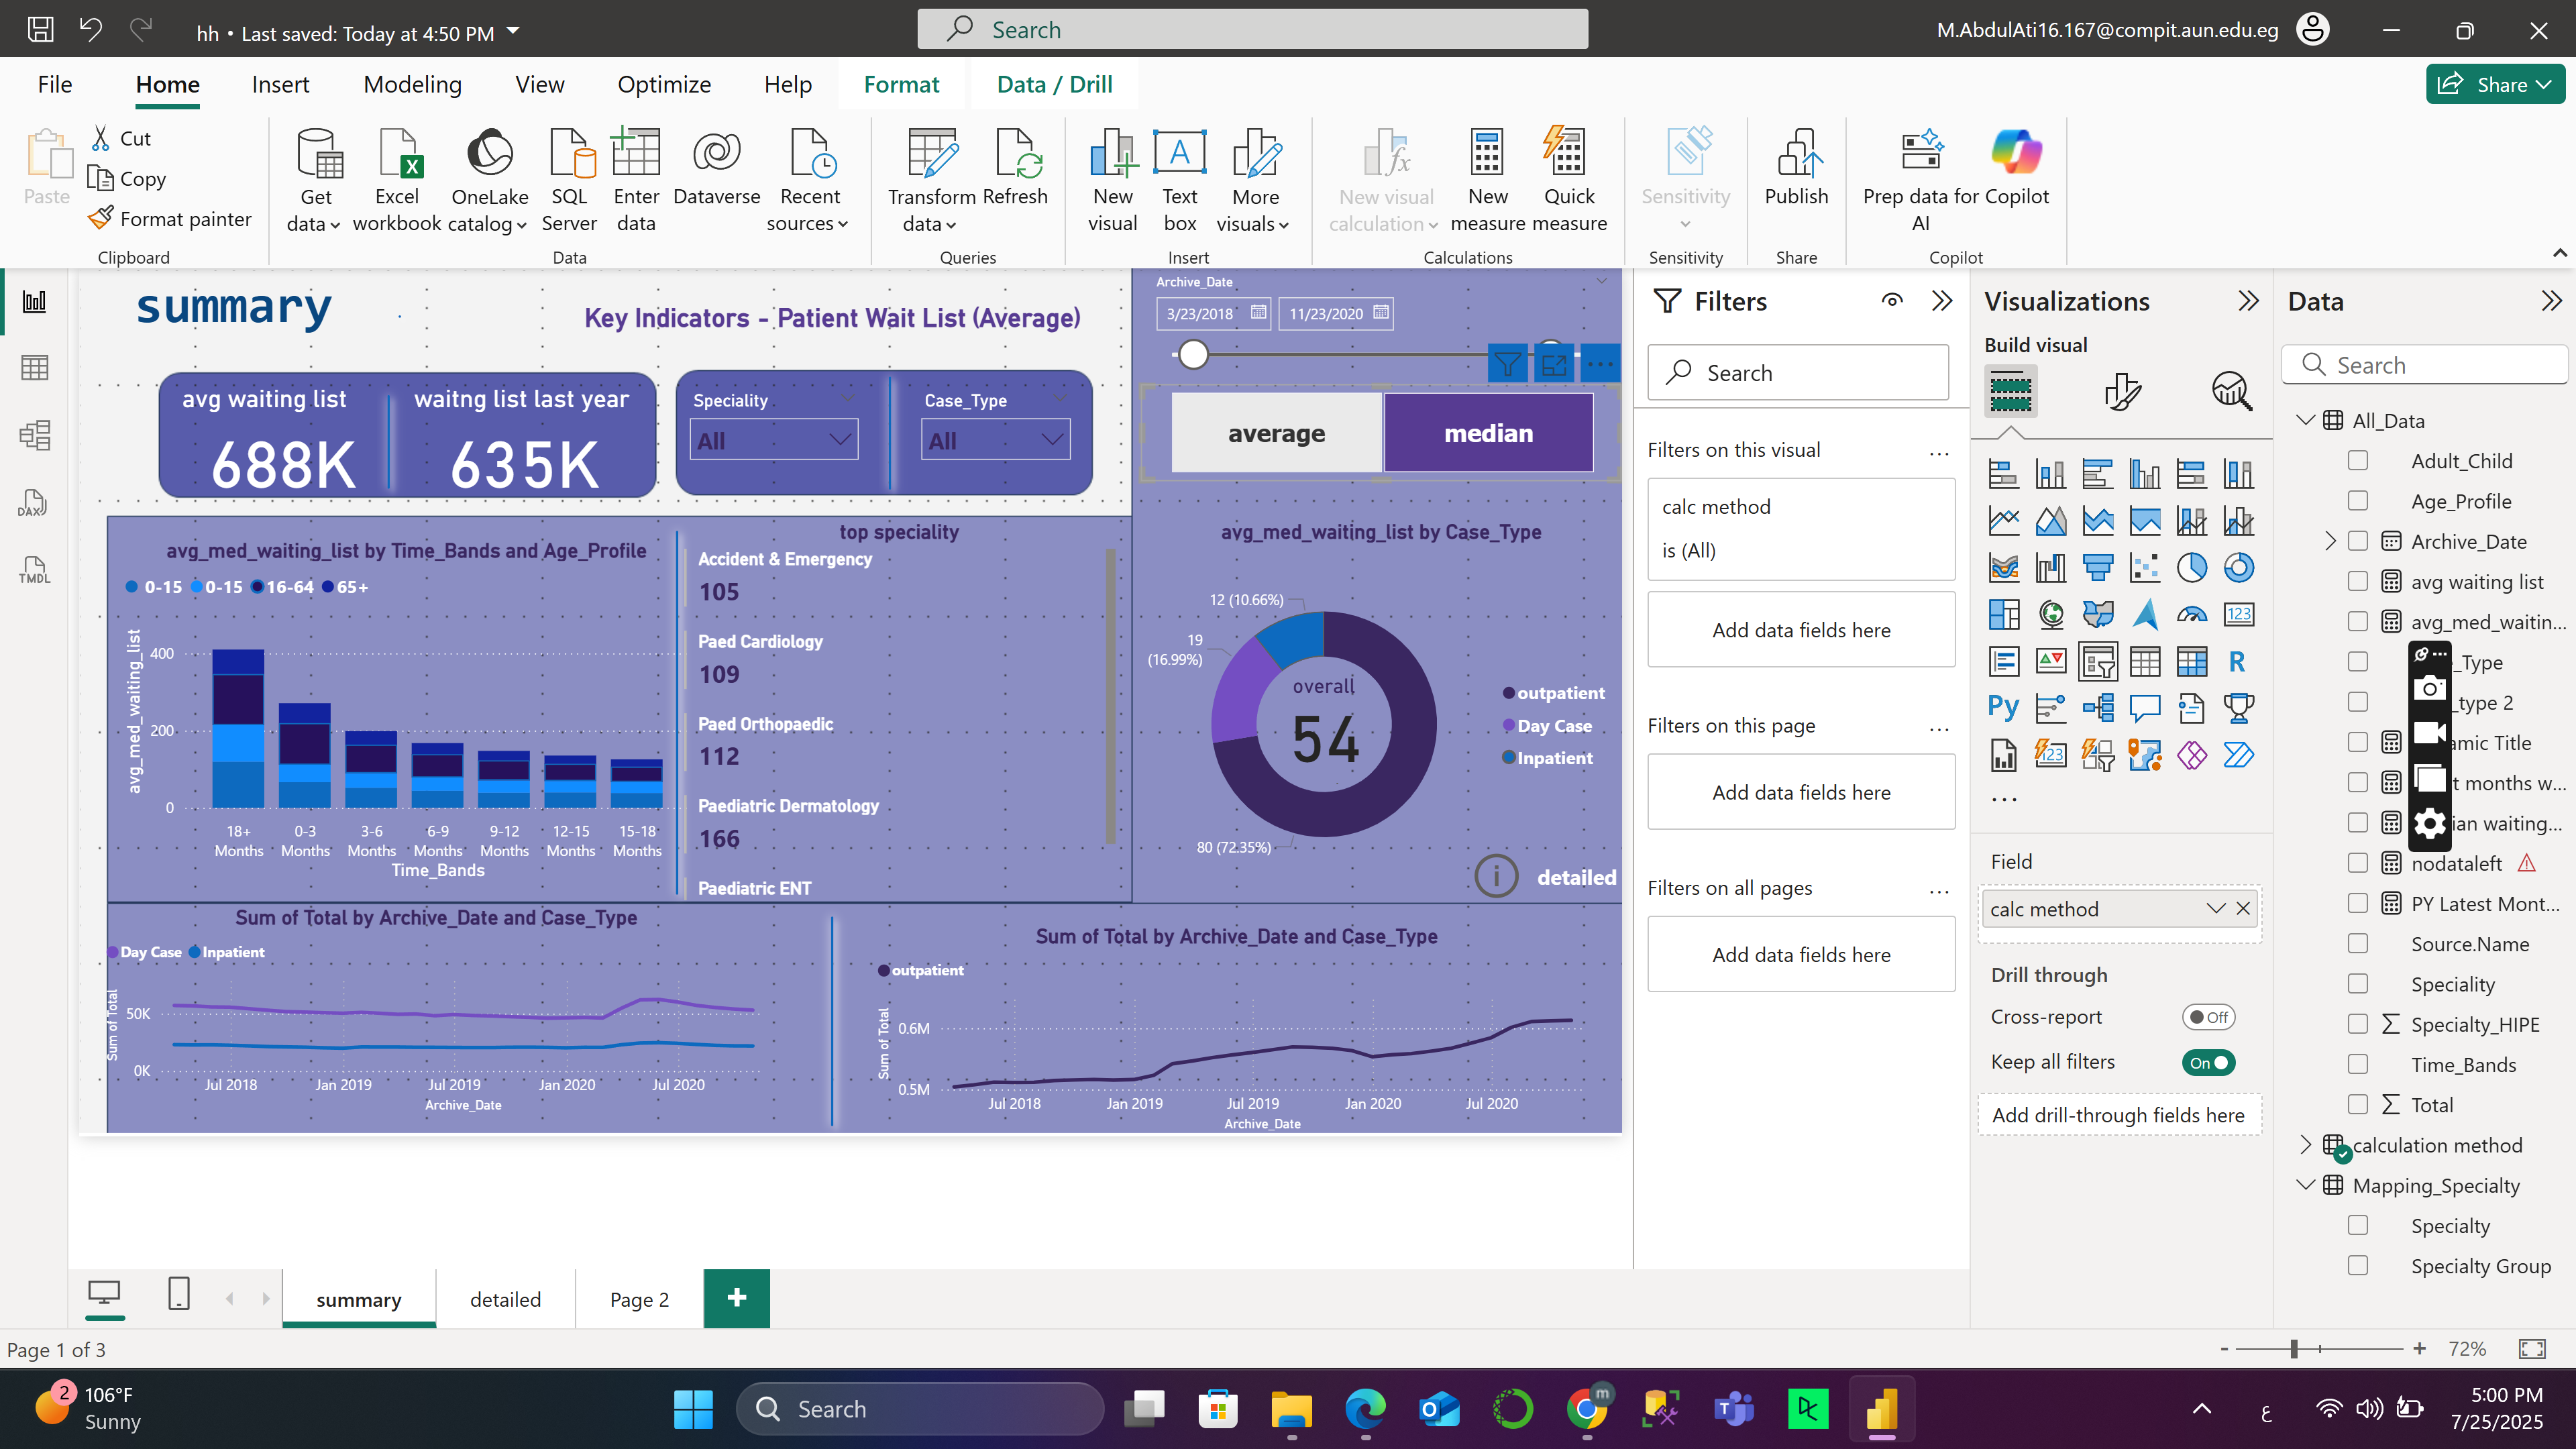 hh • Last saved: Today at 4:50 PM
Search
M.AbdulAti16.167@compit.aun.edu.eg
File
Home
Insert
Modeling
View
Optimize
Help
Format
Data / Drill
Share
Paste
Cut
Copy
Format painter
Clipboard
Get data
Excel workbook
OneLake catalog
SQL Server
Enter data
Dataverse
Recent sources
Data
Transform data
Refresh
Queries
New visual
Text box
More visuals
Insert
New visual calculation
New measure
Quick measure
Calculations
Sensitivity
Sensitivity
Publish
Share
Prep data for AI
Copilot
Copilot
DAX
TMDL
summary
Key Indicators - Patient Wait List (Average)
Archive_Date
3/23/2018
11/23/2020
avg waiting list
688K
waitng list last year
635K
Speciality
All
Case_Type
All
average
median
avg_med_waiting_list by Time_Bands and Age_Profile
0-15
0-15
16-64
65+
avg_med_waiting_list
400
200
0
18+ Months
0-3 Months
3-6 Months
6-9 Months
9-12 Months
12-15 Months
15-18 Months
Time_Bands
top speciality
Accident & Emergency
105
Paed Cardiology
109
Paed Orthopaedic
112
Paediatric Dermatology
166
Paediatric ENT
avg_med_waiting_list by Case_Type
12 (10.66%)
19
(16.99%)
overall
54
80 (72.35%)
outpatient
Day Case
Inpatient
detailed
Sum of Total by Archive_Date and Case_Type
Day Case
Inpatient
Sum of Total
50K
0K
Jul 2018
Jan 2019
Jul 2019
Jan 2020
Jul 2020
Archive_Date
Sum of Total by Archive_Date and Case_Type
outpatient
Sum of Total
0.6M
0.5M
Jul 2018
Jan 2019
Jul 2019
Jan 2020
Jul 2020
Archive_Date
Filters
Search
Filters on this visual
...
calc method
is (All)
Add data fields here
Filters on this page
...
Add data fields here
Filters on all pages
...
Add data fields here
Visualizations
Build visual
123
R
Py
123
...
Field
calc method
Drill through
Cross-report
Off
Keep all filters
On
Add drill-through fields here
Data
Search
All_Data
Adult_Child
Age_Profile
Archive_Date
avg waiting list
avg_med_waitin...
_Type
type 2
amic Title
t months w...
ian waiting...
nodataleft
PY Latest Mont...
Source.Name
Speciality
Specialty_HIPE
Time_Bands
Total
calculation method
Mapping_Specialty
Specialty
Specialty Group
summary
detailed
Page 2
Page 1 of 3
72%
2
106°F
Sunny
Search
m
ع
5:00 PM
7/25/2025